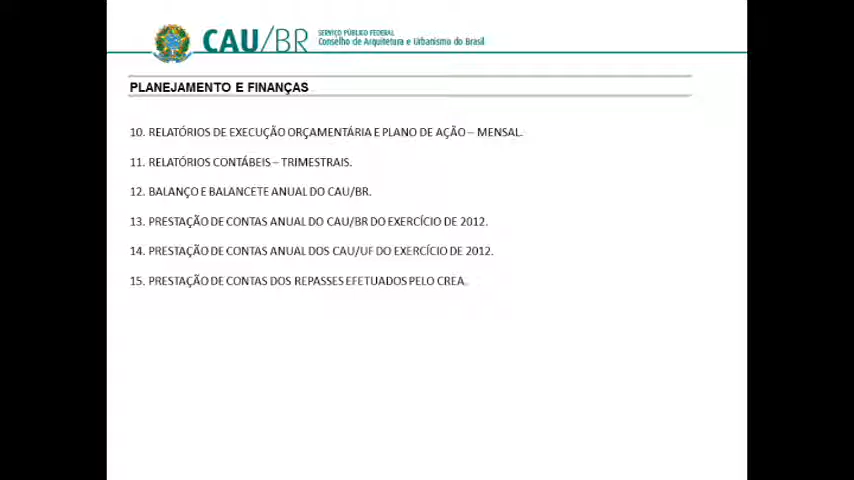 CAU/BR
SERVIÇO PÚBLICO FEDERAL
Conselho de Arquitetura e Urbanismo do Brasil
PLANEJAMENTO E FINANÇAS
10. RELATÓRIOS DE EXECUÇÃO ORÇAMENTÁRIA E PLANO DE AÇÃO – MENSAL.
11. RELATÓRIOS CONTÁBEIS – TRIMESTRAIS.
12. BALANÇO E BALANCETE ANUAL DO CAU/BR.
13. PRESTAÇÃO DE CONTAS ANUAL DO CAU/BR DO EXERCÍCIO DE 2012.
14. PRESTAÇÃO DE CONTAS ANUAL DOS CAU/UF DO EXERCÍCIO DE 2012.
15. PRESTAÇÃO DE CONTAS DOS REPASSES EFETUADOS PELO CREA.